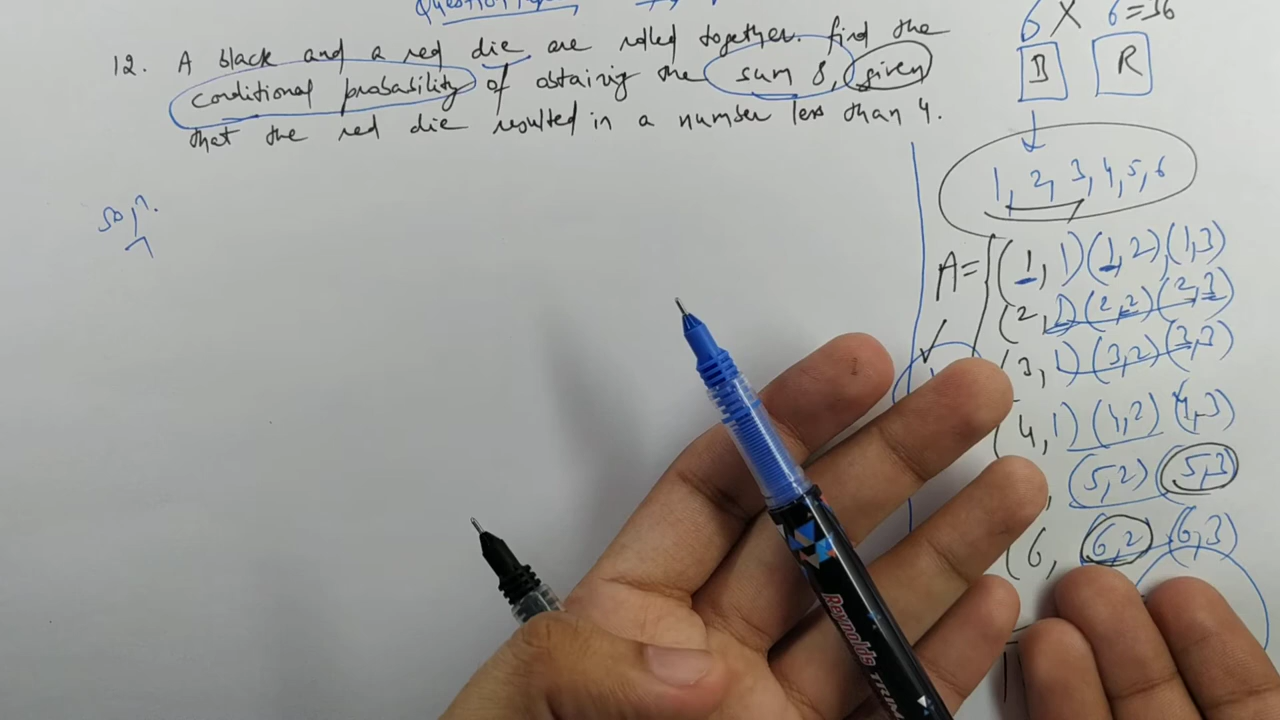 6 X 6=36
12. A black and a red die are rolled together. find the
conditional probability of obtaining the sum 8, given
that the red die resulted in a number less than 4.
B R
1, 2, 3, 4, 5, 6
soln.
A= { (1, 1) (1, 2), (1, 3)
(2, 1) (2, 2) (2, 3)
(3, 1) (3, 2) (3, 3)
(4, 1) (4, 2) (4, 3)
(5, 2) (5, 3)
(6, (6, 2) (6, 3)
Reynolds TRIM